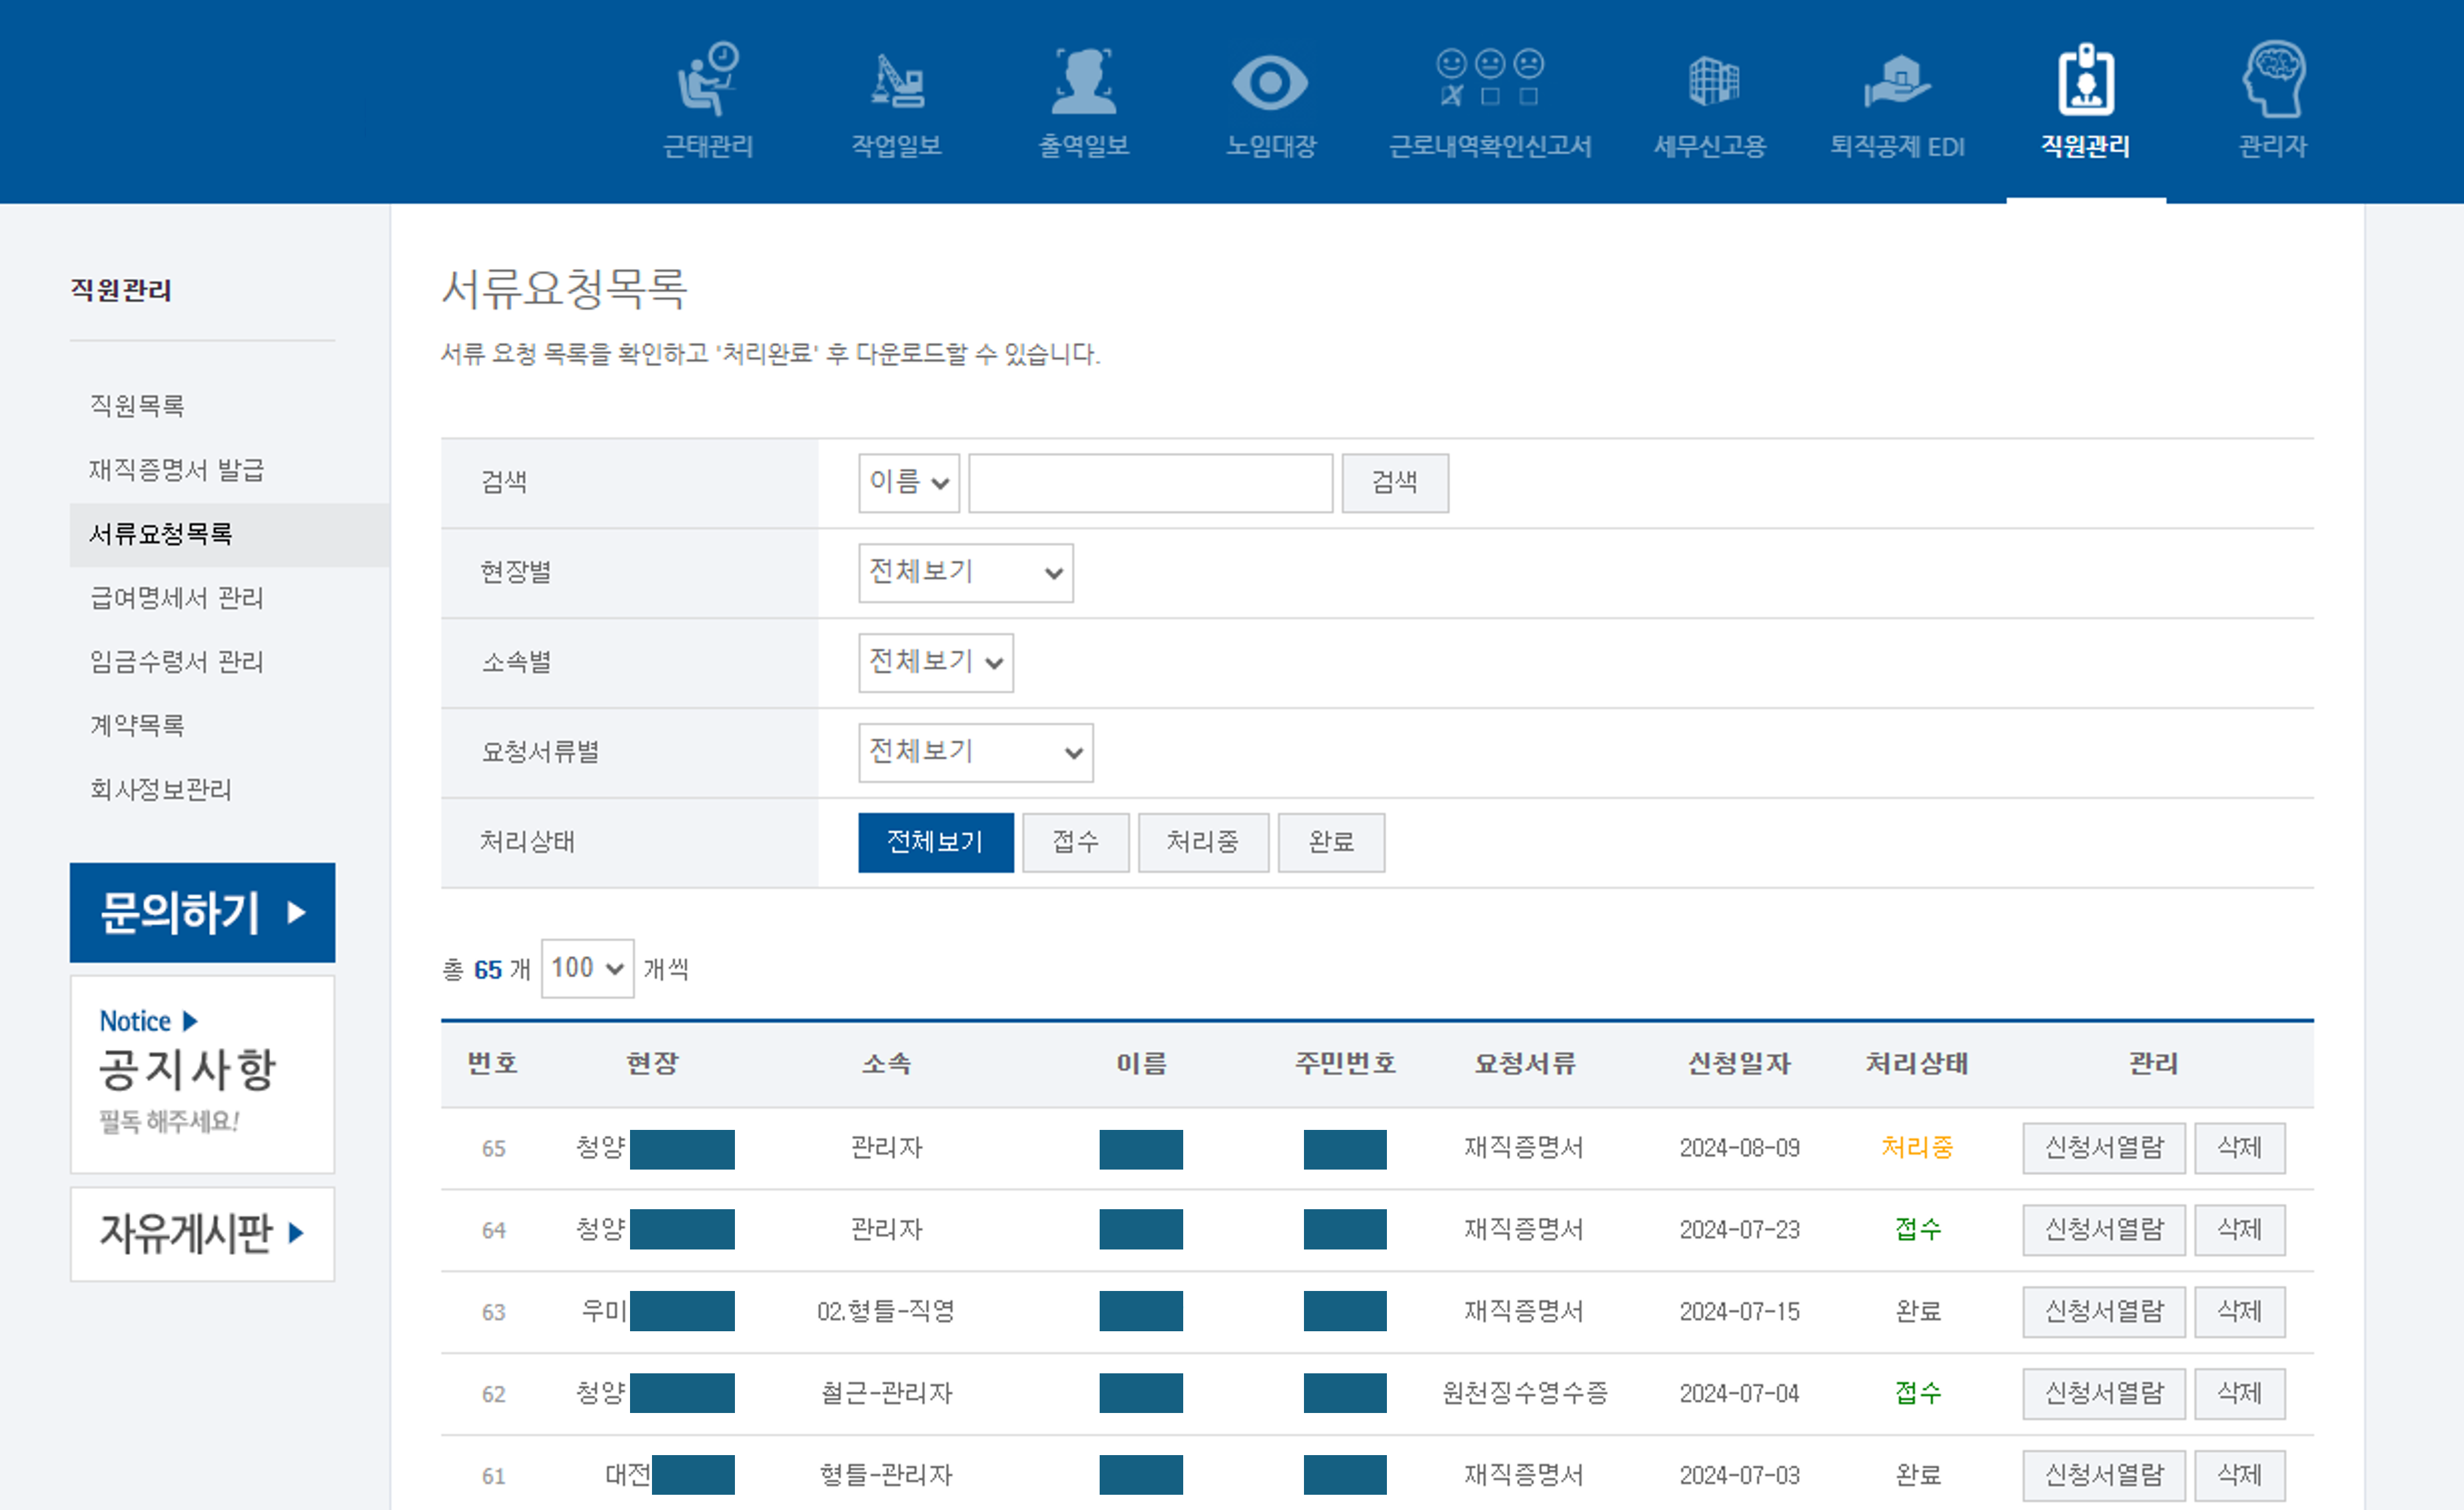 근태관리 작업일보 출역일보 노임대장 근로내역확인신고서 세무신고용 퇴직공제 EDI 직원관리 관리자
직원관리
직원목록
재직증명서 발급
서류요청목록
급여명세서 관리
임금수령서 관리
계약목록
회사정보관리
문의하기
Notice
공지사항
필독 해주세요!
자유게시판
서류요청목록
서류 요청 목록을 확인하고 '처리완료' 후 다운로드할 수 있습니다.
검색 이름 검색
현장별 전체보기
소속별 전체보기
요청서류별 전체보기
처리상태 전체보기 접수 처리중 완료
총 65 개 100 개씩
번호 현장 소속 이름 주민번호 요청서류 신청일자 처리상태 관리
65 청양 관리자 재직증명서 2024-08-09 처리중 신청서열람 삭제
64 청양 관리자 재직증명서 2024-07-23 접수 신청서열람 삭제
63 우미 02.형틀-직영 재직증명서 2024-07-15 완료 신청서열람 삭제
62 청양 철근-관리자 원천징수영수증 2024-07-04 접수 신청서열람 삭제
61 대전 형틀-관리자 재직증명서 2024-07-03 완료 신청서열람 삭제